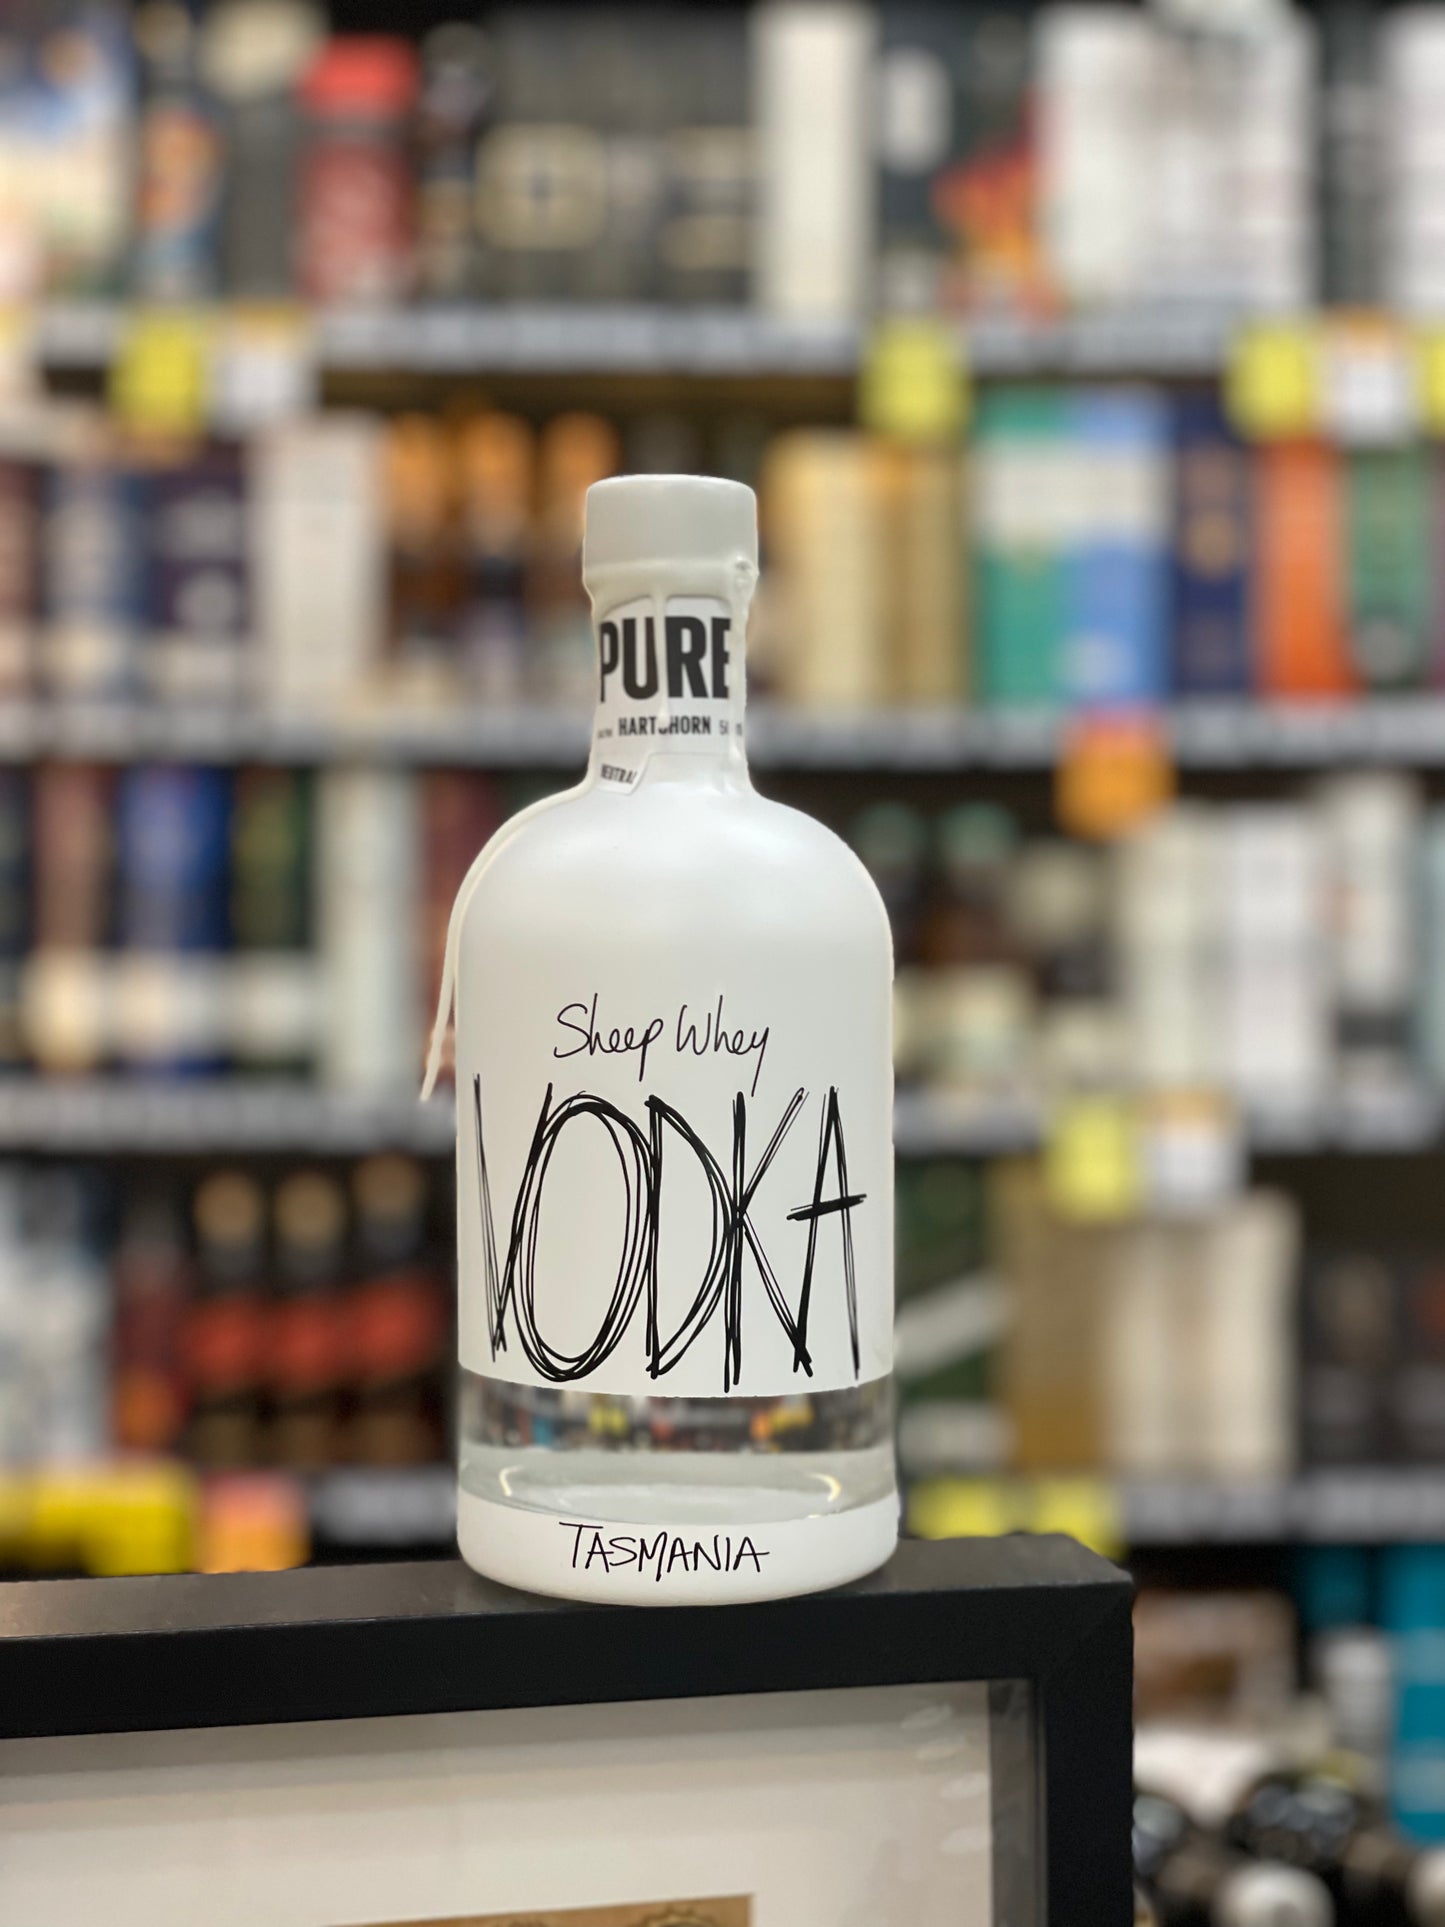 PURE
HARTSHORN
Sheep Whey
VODKA
TASMANIA